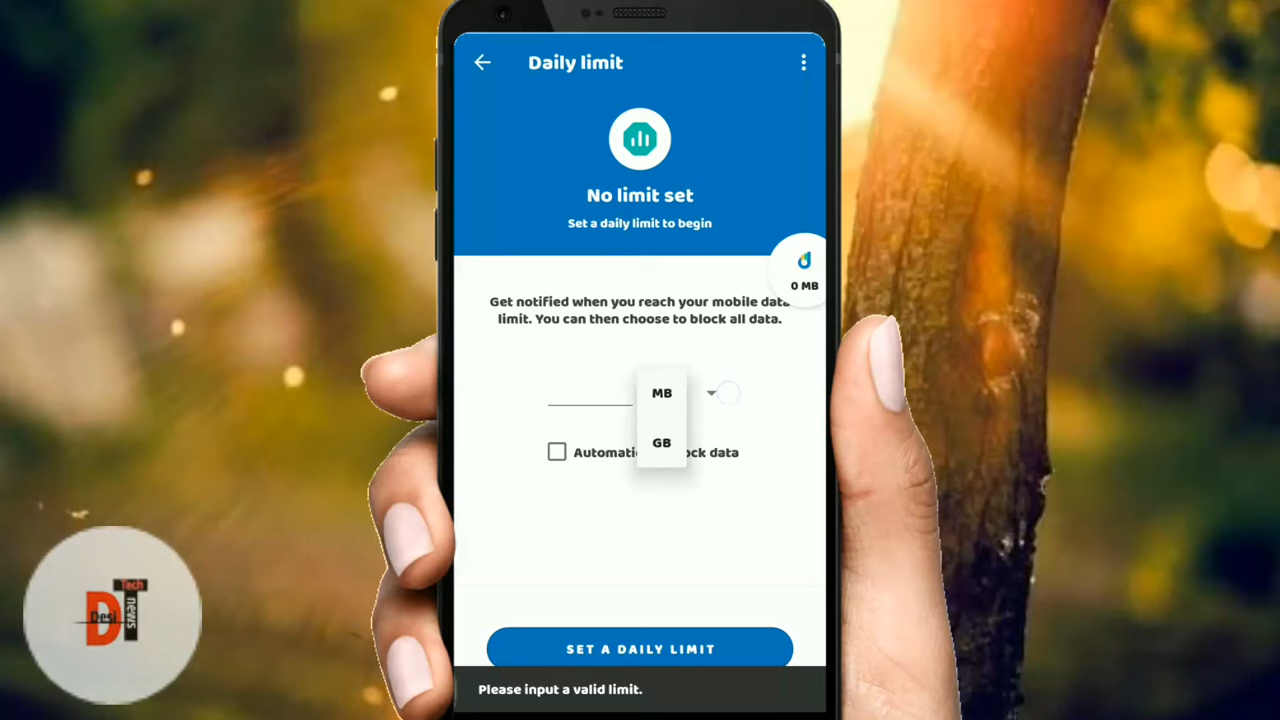 Daily limit
No limit set
Set a daily limit to begin
0 MB
Get notified when you reach your mobile data
limit. You can then choose to block all data.
MB
GB
Automati ock data
SET A DAILY LIMIT
Please input a valid limit.
Tech
Desi
news